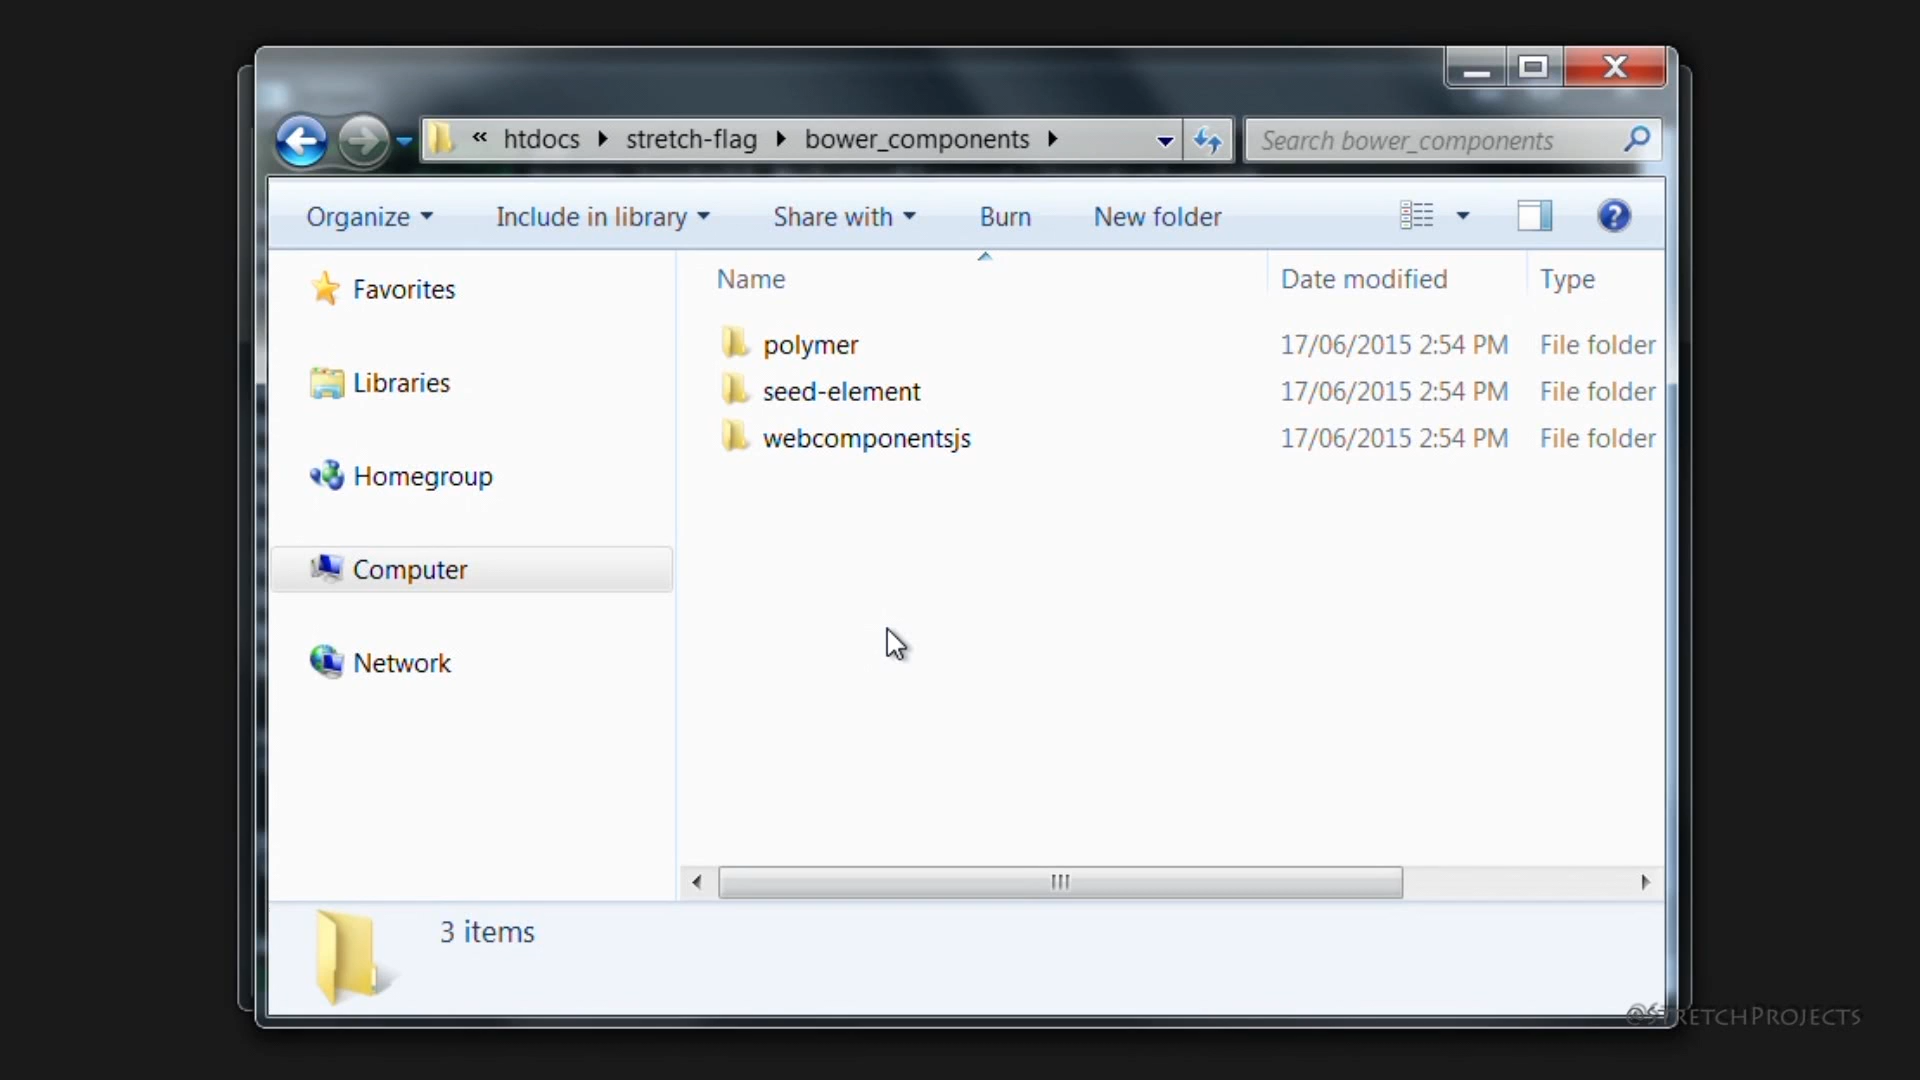 « htdocs stretch-flag bower_components
Search bower_components
Organize Include in library Share with Burn New folder
Name Date modified Type
Favorites
Libraries
Homegroup
Computer
Network
polymer 17/06/2015 2:54 PM File folder
seed-element 17/06/2015 2:54 PM File folder
webcomponentsjs 17/06/2015 2:54 PM File folder
3 items
@StretchProjects